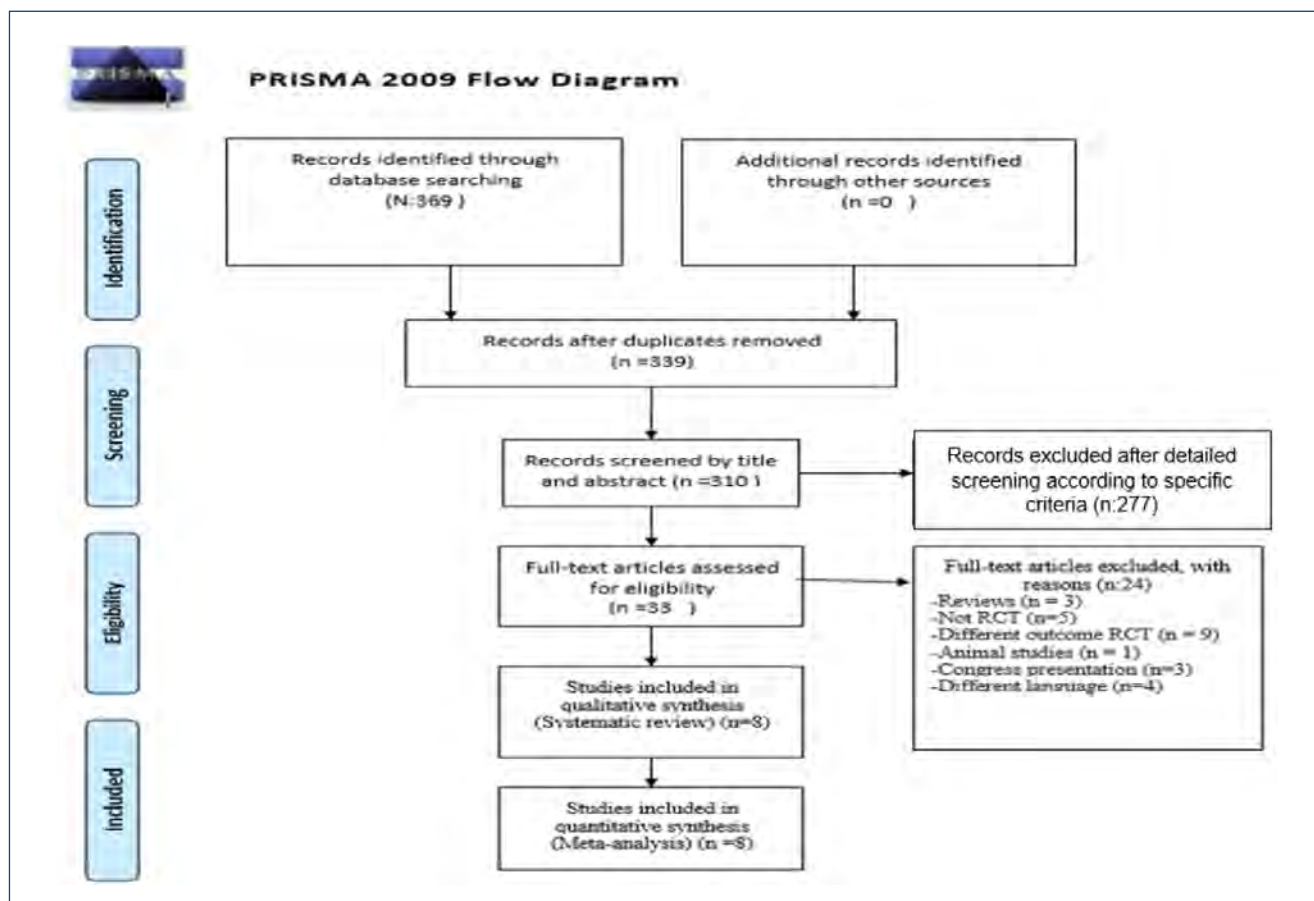 PRISMA
PRISMA 2009 Flow Diagram
Identification
Records identified through
database searching
(N:369 )
Additional records identified
through other sources
(n =0 )
Records after duplicates removed
(n =339)
Screening
Records screened by title
and abstract (n =310 )
Records excluded after detailed
screening according to specific
criteria (n:277)
Eligibility
Full-text articles assessed
for eligibility
(n =33 )
Full-text articles excluded, with
reasons (n:24)
-Reviews (n = 3)
-Not RCT (n=5)
-Different outcome RCT (n = 9)
-Animal studies (n = 1)
-Congress presentation (n=3)
-Different language (n=4)
Studies included in
qualitative synthesis
(Systematic review) (n=8)
Included
Studies included in
quantitative synthesis
(Meta-analysis) (n =8)